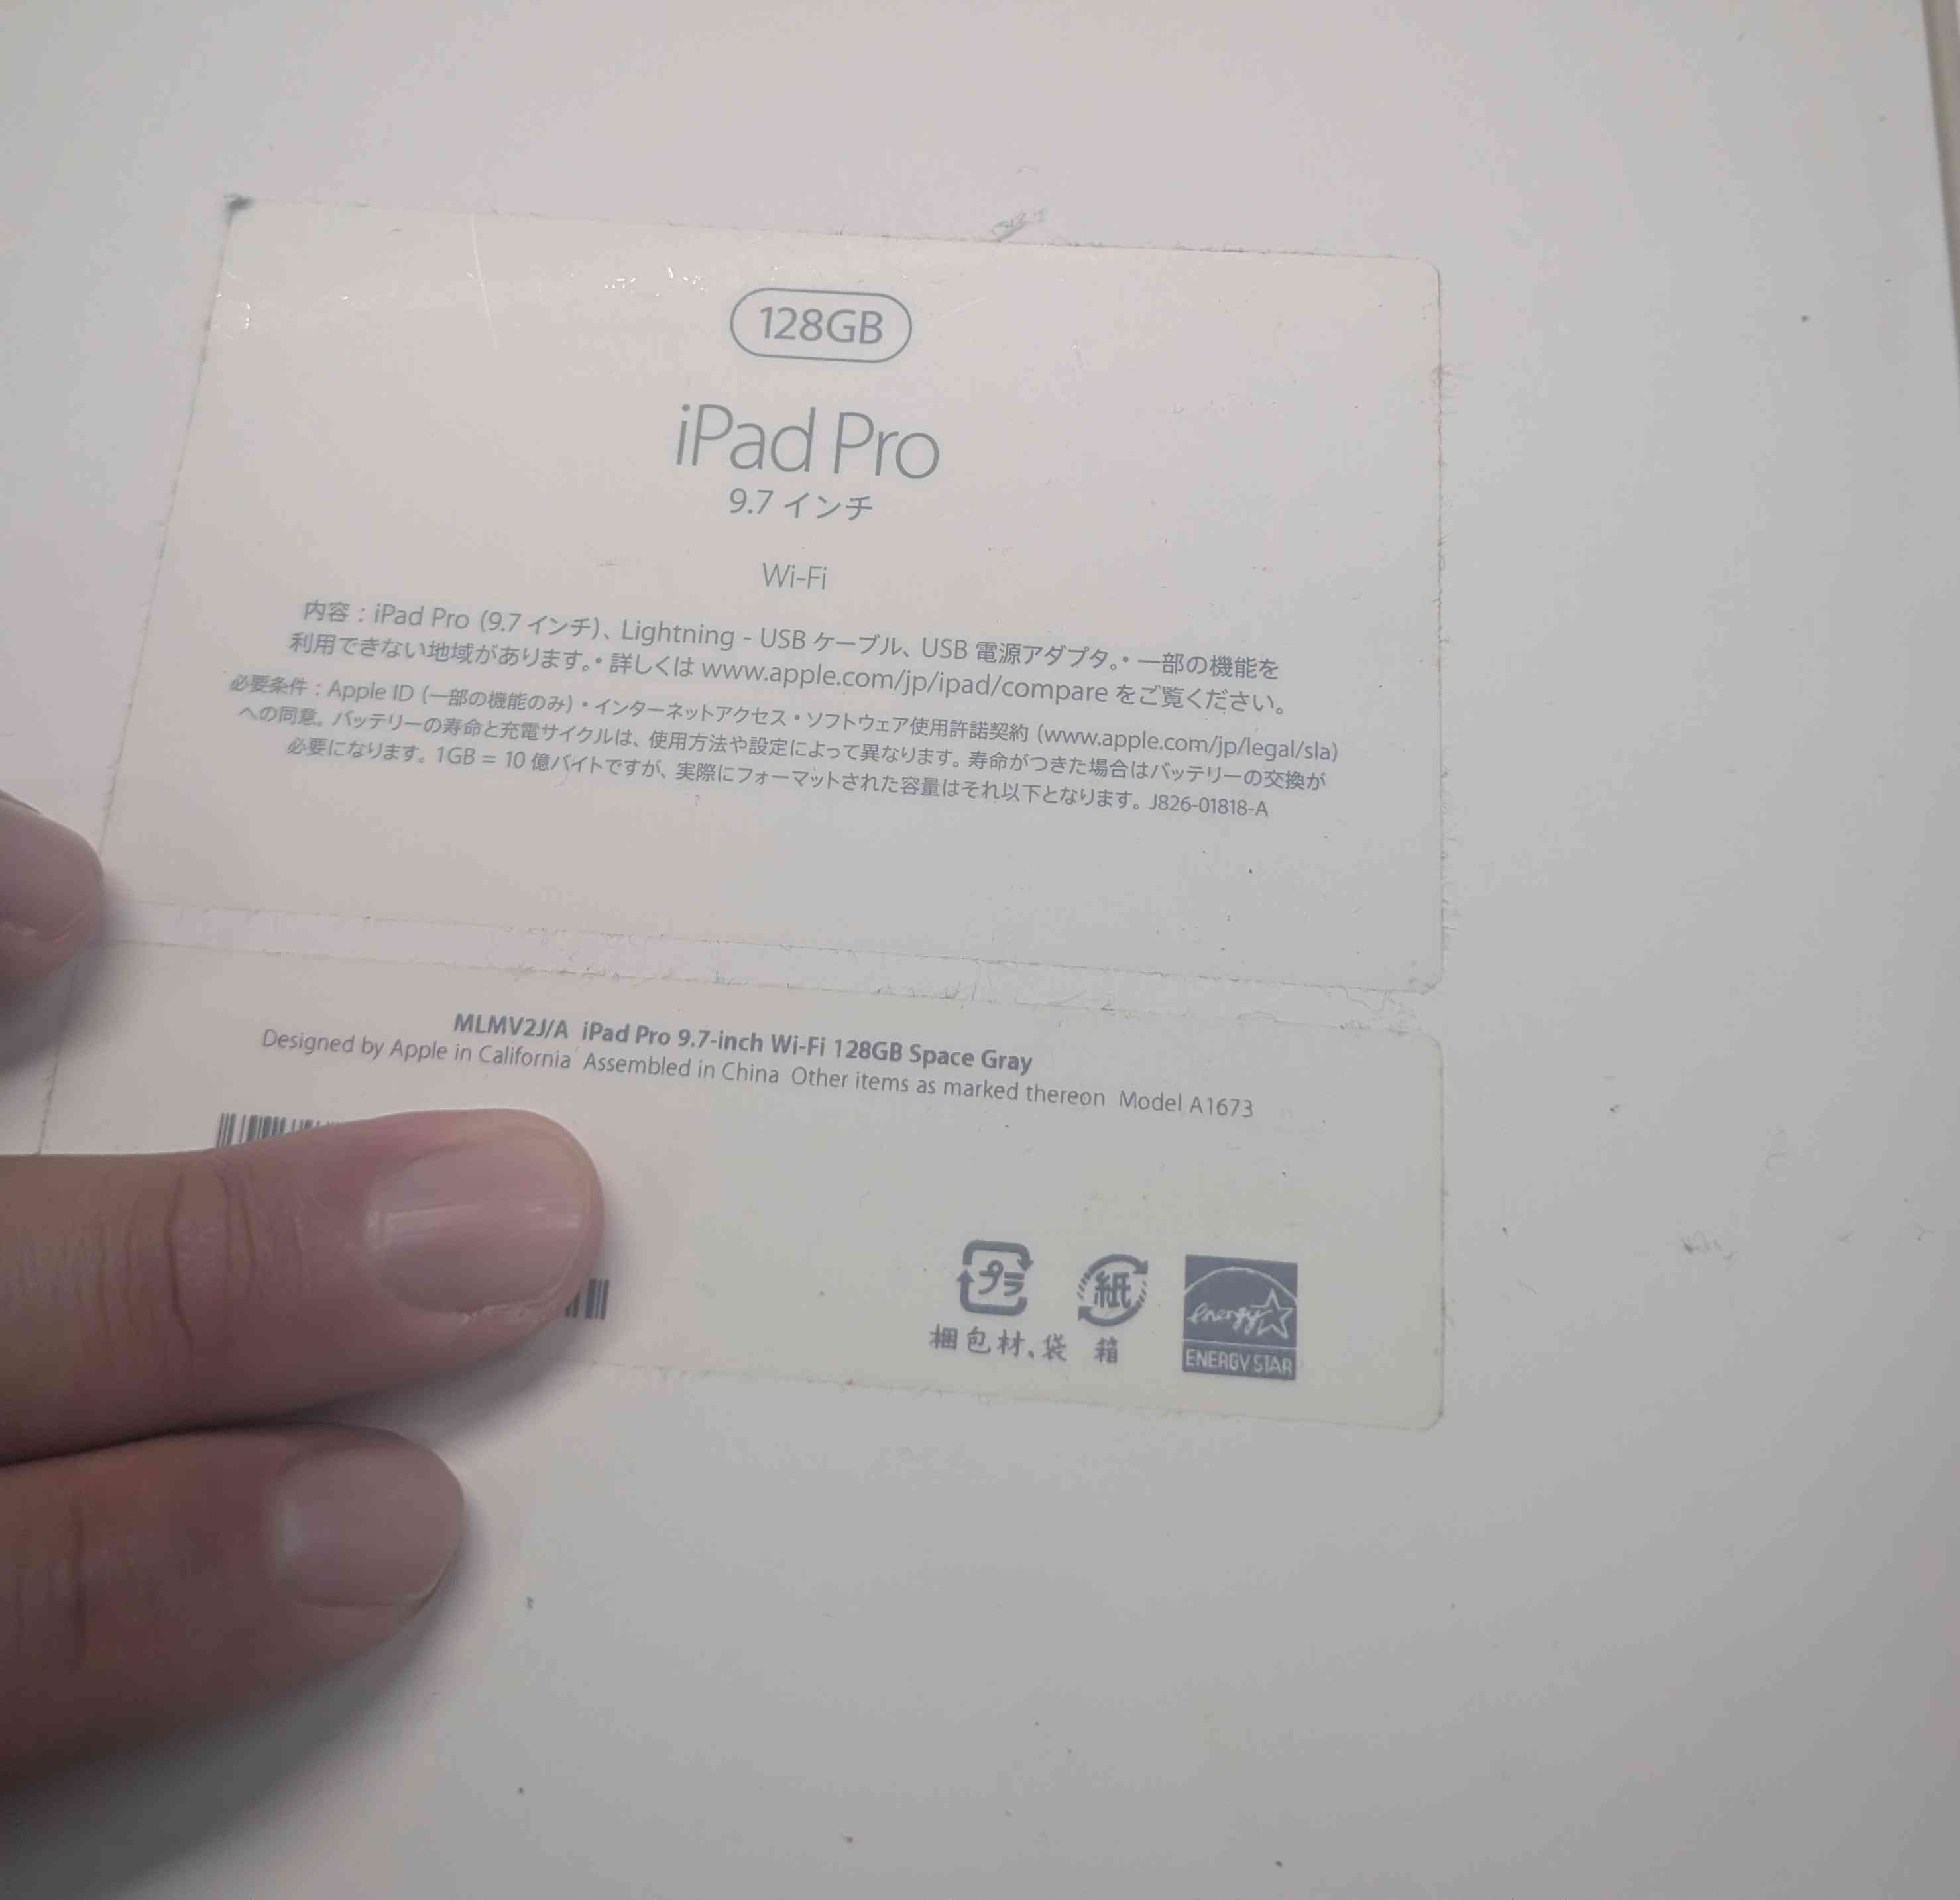 128GB
iPad Pro
9.7 インチ
Wi-Fi
内容 : iPad Pro (9.7 インチ)、Lightning - USB ケーブル、USB 電源アダプタ。• 一部の機能を
利用できない地域があります。• 詳しくは www.apple.com/jp/ipad/compare をご覧ください。
必要条件 : Apple ID (一部の機能のみ) • インターネットアクセス • ソフトウェア使用許諾契約 (www.apple.com/jp/legal/sla)
への同意。バッテリーの寿命と充電サイクルは、使用方法や設定によって異なります。寿命がつきた場合はバッテリーの交換が
必要になります。1GB = 10 億バイトですが、実際にフォーマットされた容量はそれ以下となります。J826-01818-A
MLMV2J/A iPad Pro 9.7-inch Wi-Fi 128GB Space Gray
Designed by Apple in California Assembled in China Other items as marked thereon Model A1673
プラ 紙 energy
梱包材、袋 箱 ENERGY STAR